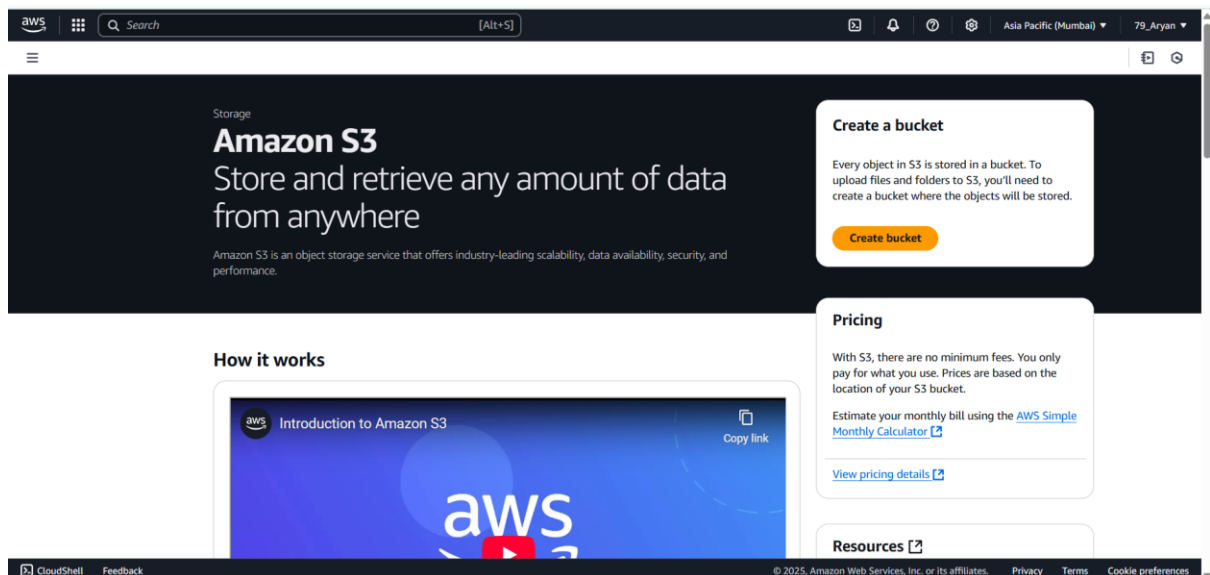 aws
Search
[Alt+S]
Asia Pacific (Mumbai)
79_Aryan
Storage
Amazon S3
Store and retrieve any amount of data
from anywhere
Amazon S3 is an object storage service that offers industry-leading scalability, data availability, security, and
performance.
Create a bucket
Every object in S3 is stored in a bucket. To
upload files and folders to S3, you'll need to
create a bucket where the objects will be stored.
Create bucket
Pricing
With S3, there are no minimum fees. You only
pay for what you use. Prices are based on the
location of your S3 bucket.
Estimate your monthly bill using the AWS Simple
Monthly Calculator
View pricing details
Resources
How it works
aws
Introduction to Amazon S3
Copy link
aws
CloudShell
Feedback
© 2025, Amazon Web Services, Inc. or its affiliates.
Privacy
Terms
Cookie preferences